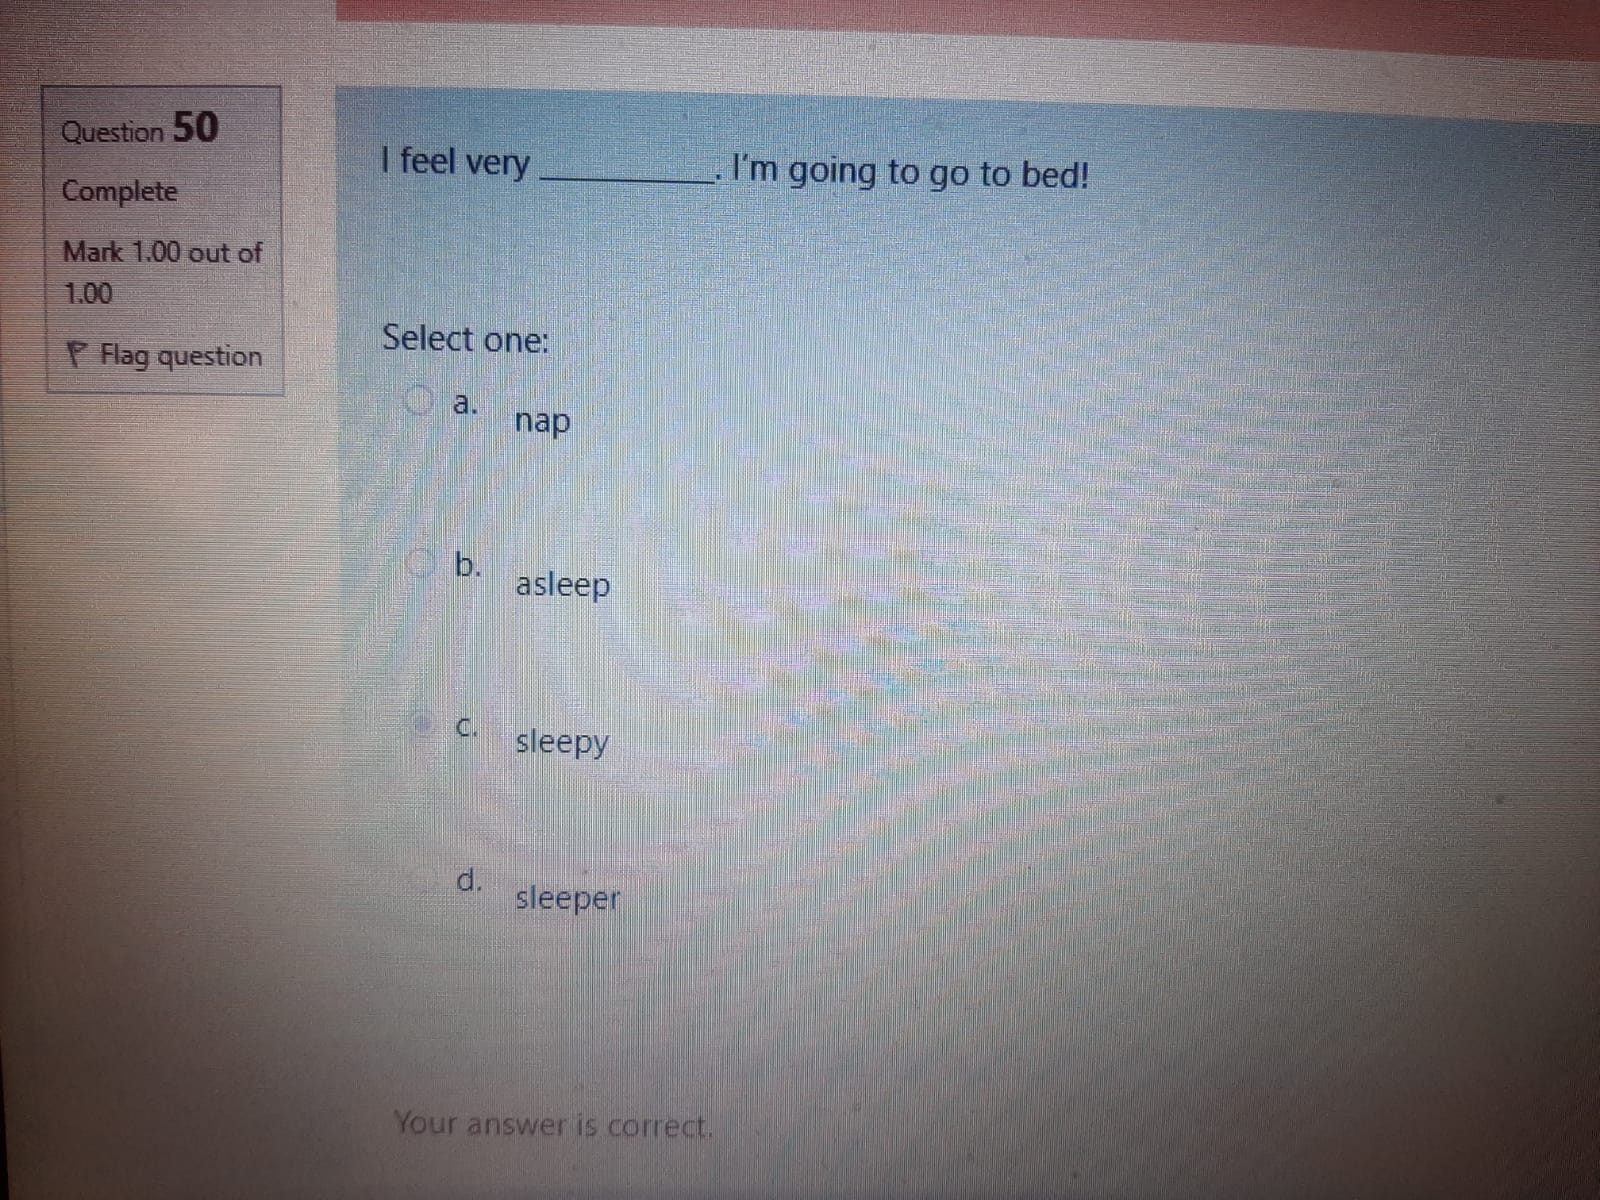 Question 50
Complete
Mark 1.00 out of
1.00
Flag question
I feel very __________. I'm going to go to bed!
Select one:
a. nap
b. asleep
c. sleepy
d. sleeper
Your answer is correct.